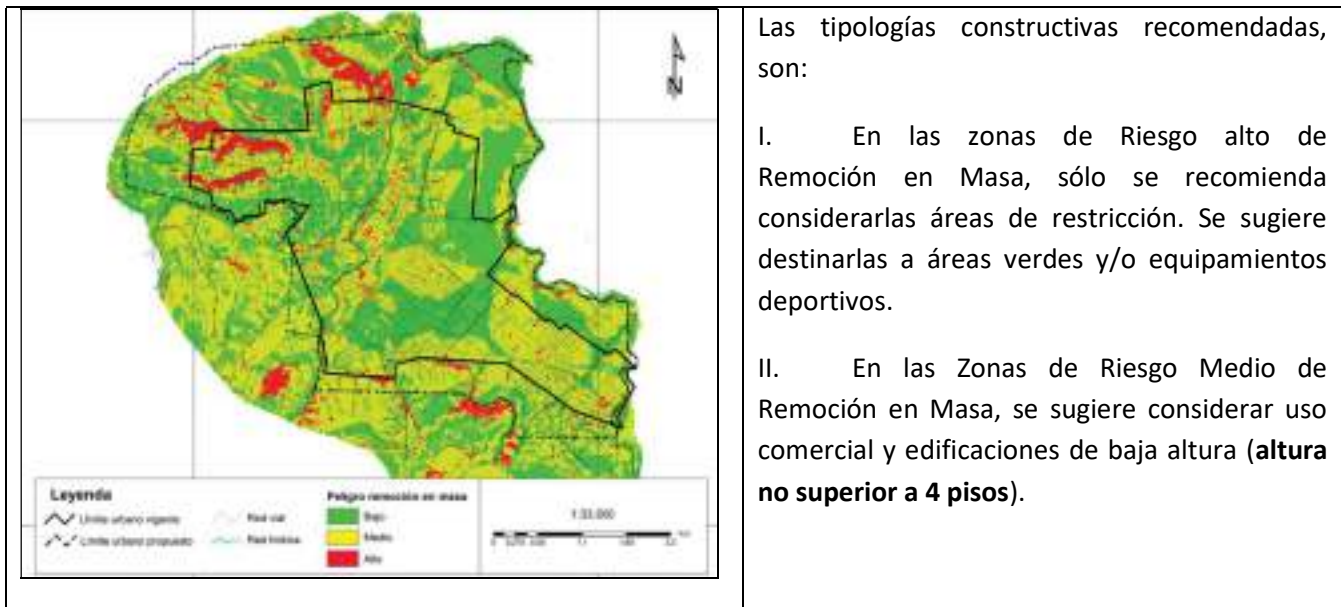 Leyenda
Límite urbano vigente
Límite urbano propuesto
Red vial
Red hídrica
Peligro remoción en masa
Bajo
Medio
Alto
1:33.000
N
Las tipologías constructivas recomendadas,
son:
I. En las zonas de Riesgo alto de
Remoción en Masa, sólo se recomienda
considerarlas áreas de restricción. Se sugiere
destinarlas a áreas verdes y/o equipamientos
deportivos.
II. En las Zonas de Riesgo Medio de
Remoción en Masa, se sugiere considerar uso
comercial y edificaciones de baja altura (altura
no superior a 4 pisos).